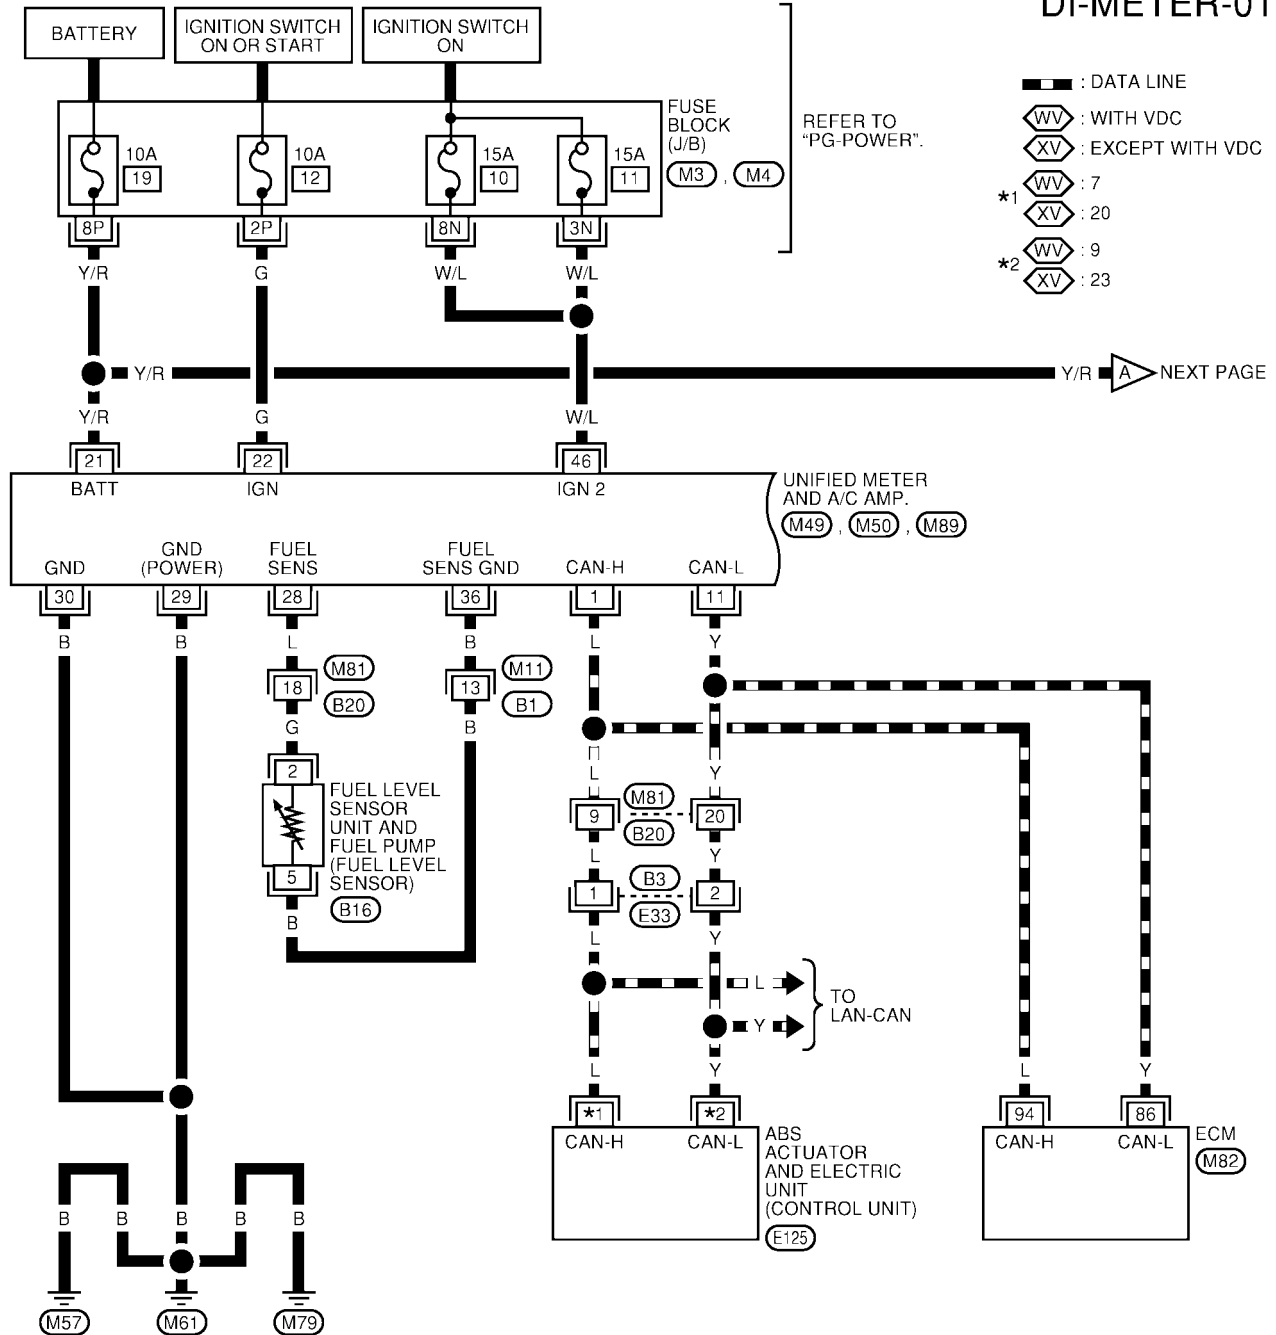 DI-METER-01
BATTERY
IGNITION SWITCH
ON OR START
IGNITION SWITCH
ON
: DATA LINE
WV : WITH VDC
XV : EXCEPT WITH VDC
*1 WV : 7
XV : 20
*2 WV : 9
XV : 23
FUSE
BLOCK
(J/B)
M3 , M4
REFER TO
“PG-POWER”.
10A
19
10A
12
15A
10
15A
11
8P
2P
8N
3N
Y/R
G
W/L
W/L
Y/R
Y/R
A
NEXT PAGE
Y/R
G
W/L
21
22
46
BATT
IGN
IGN 2
UNIFIED METER
AND A/C AMP.
M49 , M50 , M89
GND
GND
(POWER)
FUEL
SENS
FUEL
SENS GND
CAN-H
CAN-L
30
29
28
36
1
11
B
B
L
B
L
Y
18
M81
B20
13
M11
B1
G
B
2
FUEL LEVEL
SENSOR
UNIT AND
FUEL PUMP
(FUEL LEVEL
SENSOR)
B16
5
B
L
Y
9
M81
B20
20
L
Y
1
B3
E33
2
L
Y
L
Y
TO
LAN-CAN
L
Y
L
Y
*1
*2
94
86
CAN-H
CAN-L
ABS
ACTUATOR
AND ELECTRIC
UNIT
(CONTROL UNIT)
E125
CAN-H
CAN-L
ECM
M82
B
B
B
B
B
M57
M61
M79